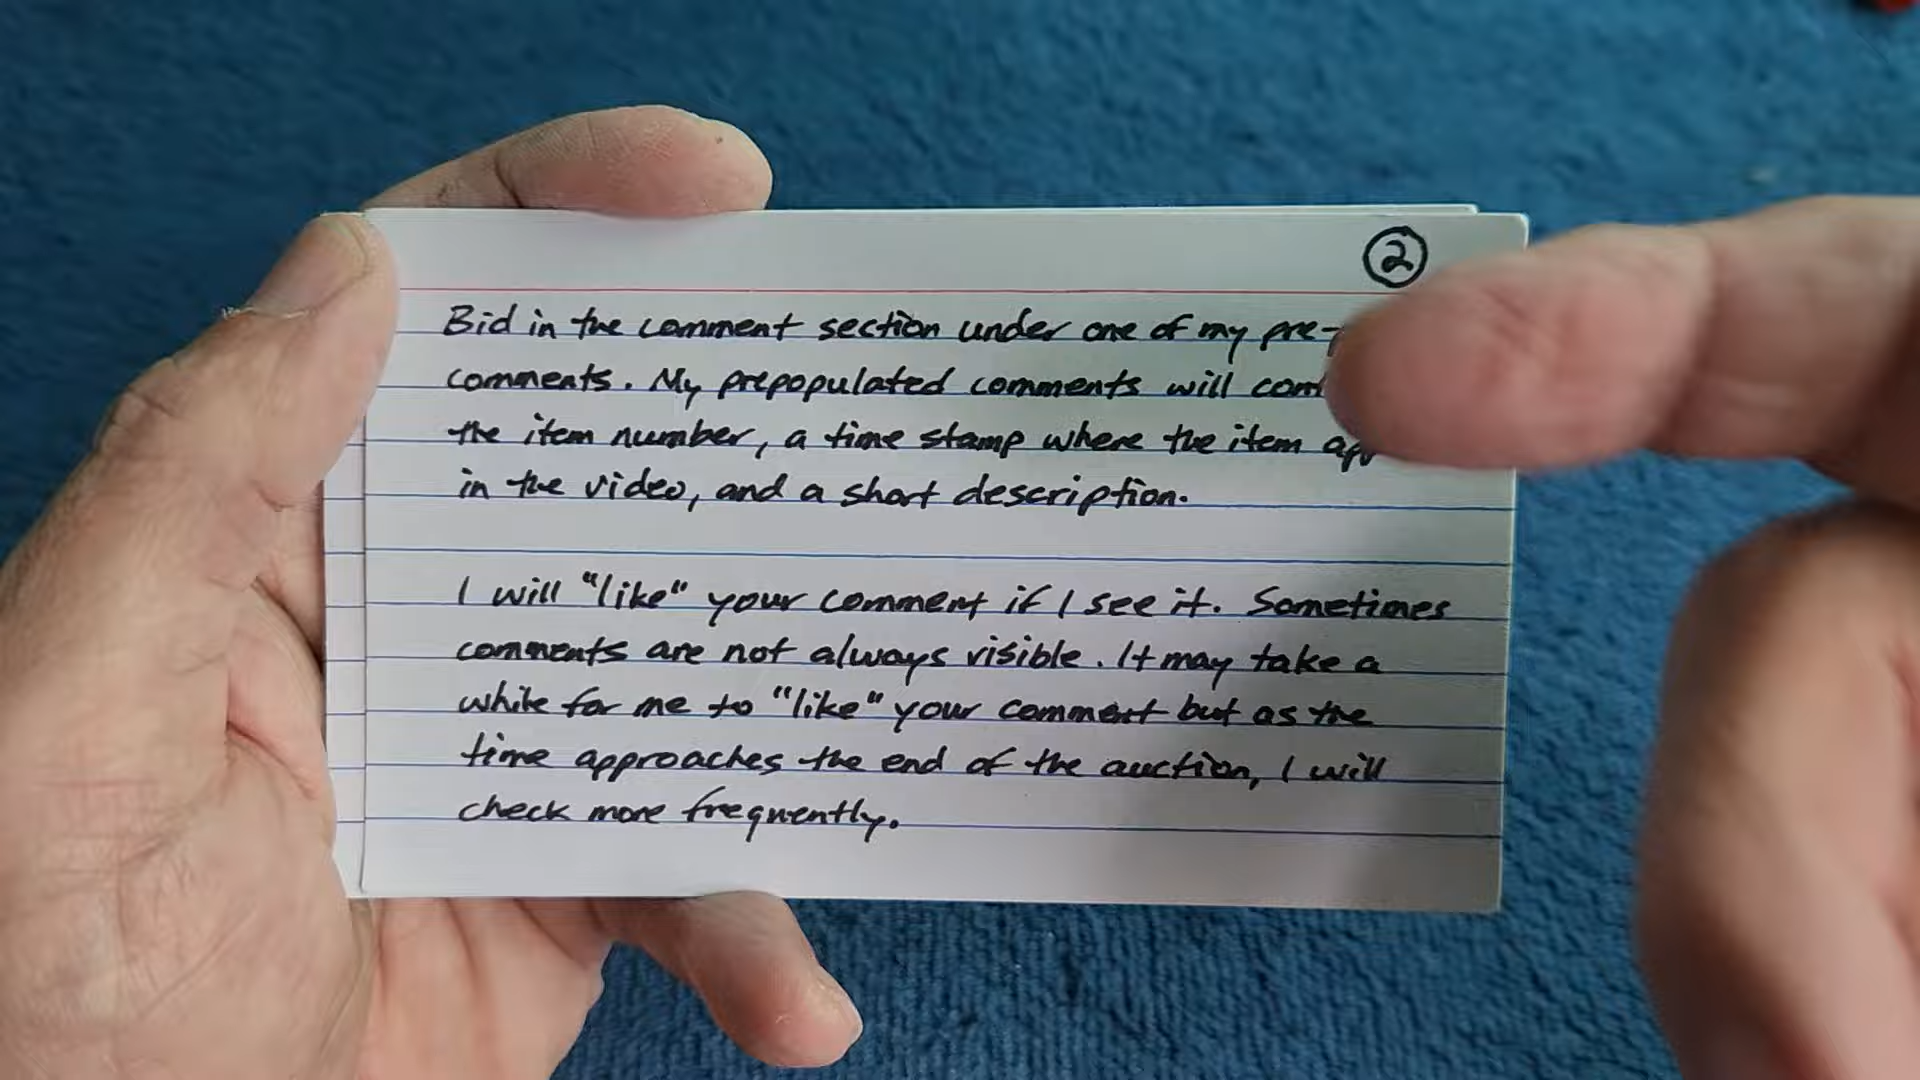 2
Bid in the comment section under one of my pre-
comments. My prepopulated comments will
the item number, a time stamp where the item
in the video, and a short description.
I will "like" your comment if I see it. Sometimes
comments are not always visible. It may take a
while for me to "like" your comment but as the
time approaches the end of the auction, I will
check more frequently.